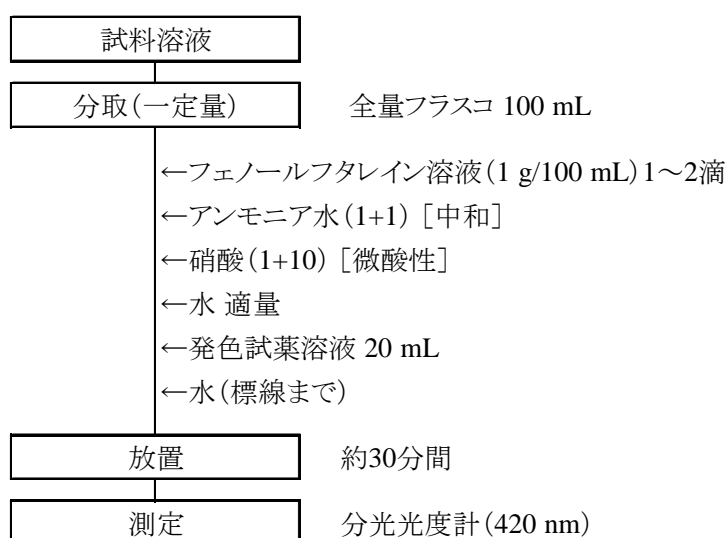 試料溶液
分取(一定量) 全量フラスコ 100 mL
←フェノールフタレイン溶液(1 g/100 mL)1～2滴
←アンモニア水(1+1) [中和]
←硝酸(1+10) [微酸性]
←水 適量
←発色試薬溶液 20 mL
←水(標線まで)
放置 約30分間
測定 分光光度計(420 nm)